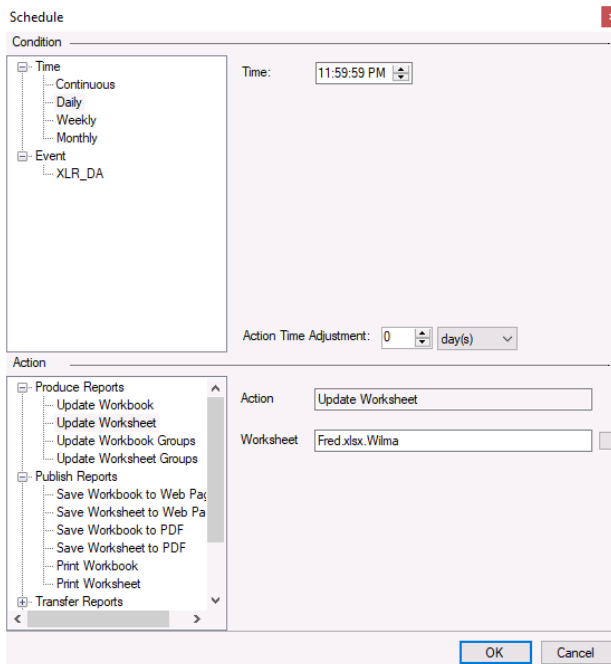 Schedule
Condition
Time
Continuous
Daily
Weekly
Monthly
Event
XLR_DA
Time: 11:59:59 PM
Action Time Adjustment: 0 day(s)
Action
Produce Reports
Update Workbook
Update Worksheet
Update Workbook Groups
Update Worksheet Groups
Publish Reports
Save Workbook to Web Pag
Save Worksheet to Web Pa
Save Workbook to PDF
Save Worksheet to PDF
Print Workbook
Print Worksheet
Transfer Reports
Action Update Worksheet
Worksheet Fred.xlsx.Wilma
OK Cancel